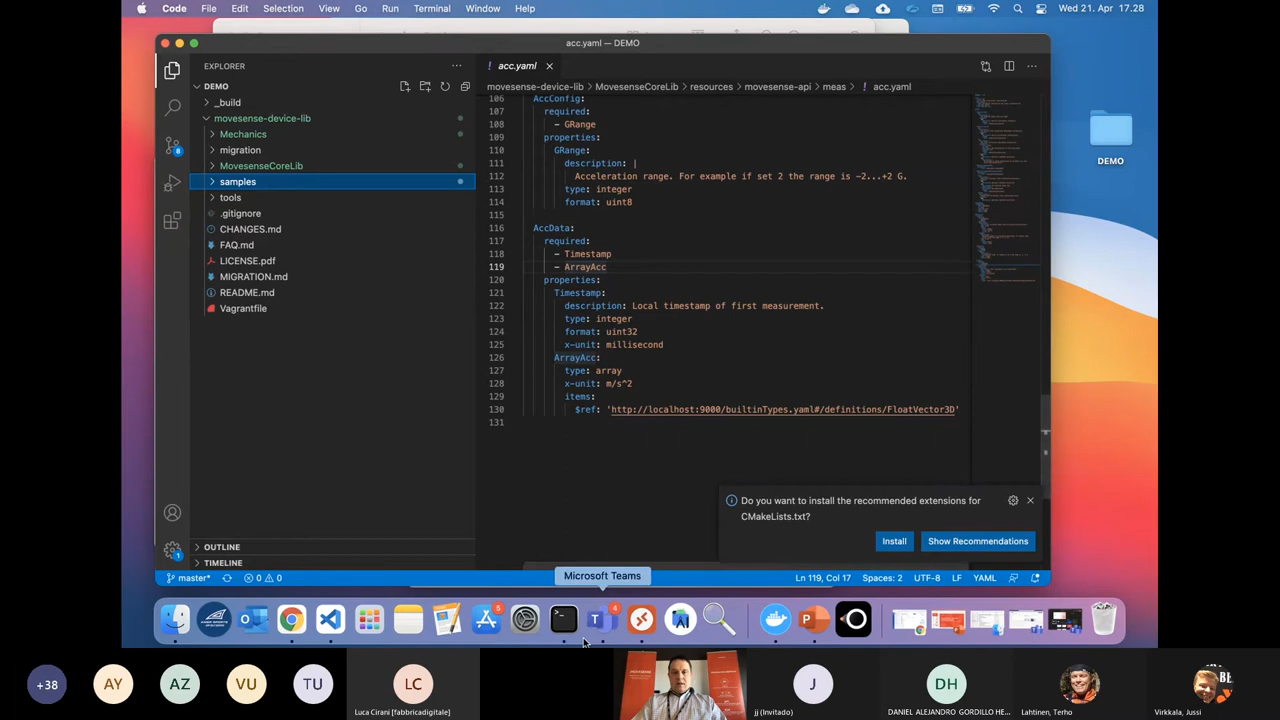 Code File Edit Selection View Go Run Terminal Window Help Wed 21. Apr 17.28
acc.yaml — DEMO
EXPLORER
DEMO
_build
movesense-device-lib
Mechanics
migration
MovesenseCoreLib
samples
tools
.gitignore
CHANGES.md
FAQ.md
LICENSE.pdf
MIGRATION.md
README.md
Vagrantfile
OUTLINE
TIMELINE
8
1
! acc.yaml
movesense-device-lib > MovesenseCoreLib > resources > movesense-api > meas > ! acc.yaml
106 AccConfig:
107 required:
108 - GRange
109 properties:
110 GRange:
111 description: |
112 Acceleration range. For example if set 2 the range is -2...+2 G.
113 type: integer
114 format: uint8
115
116 AccData:
117 required:
118 - Timestamp
119 - ArrayAcc
120 properties:
121 Timestamp:
122 description: Local timestamp of first measurement.
123 type: integer
124 format: uint32
125 x-unit: millisecond
126 ArrayAcc:
127 type: array
128 x-unit: m/s^2
129 items:
130 $ref: 'http://localhost:9000/builtinTypes.yaml#/definitions/FloatVector3D'
131
Do you want to install the recommended extensions for
CMakeLists.txt?
Install Show Recommendations
master* 0 0 Ln 119, Col 17 Spaces: 2 UTF-8 LF YAML
DEMO
Microsoft Teams
6
4
+38 AY AZ VU TU LC J DH
Luca Cirani [fabbricadigitale] jj (Invitado) DANIEL ALEJANDRO GORDILLO HE... Lahtinen, Terho Virkkala, Jussi